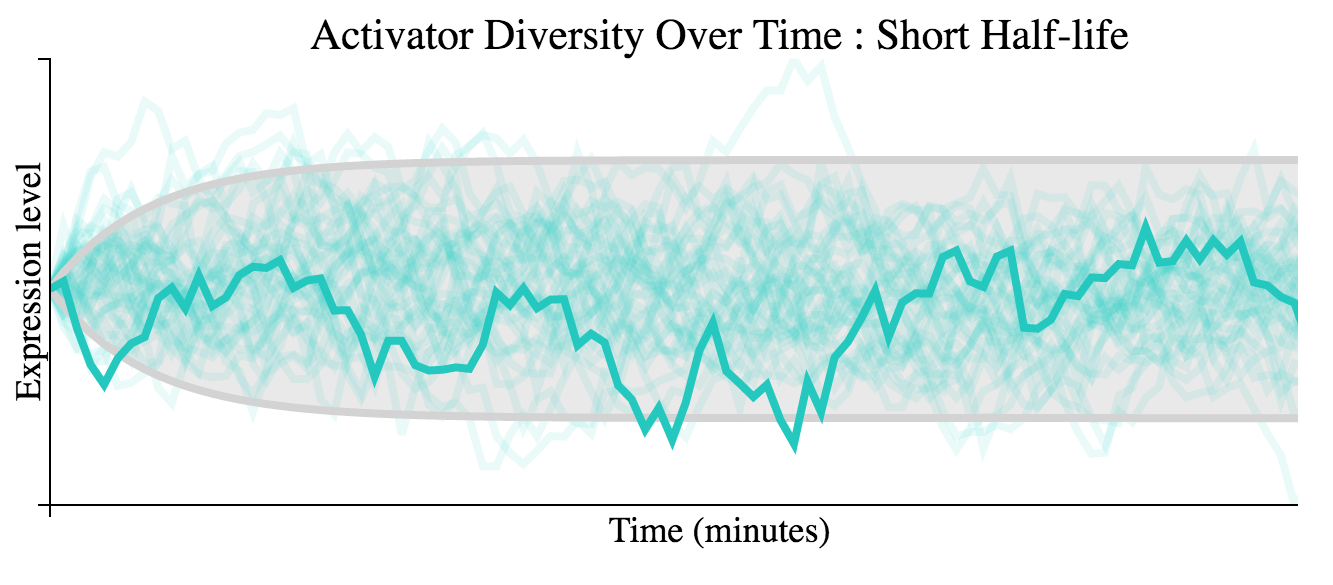 Activator Diversity Over Time : Short Half-life
Expression level
Time (minutes)